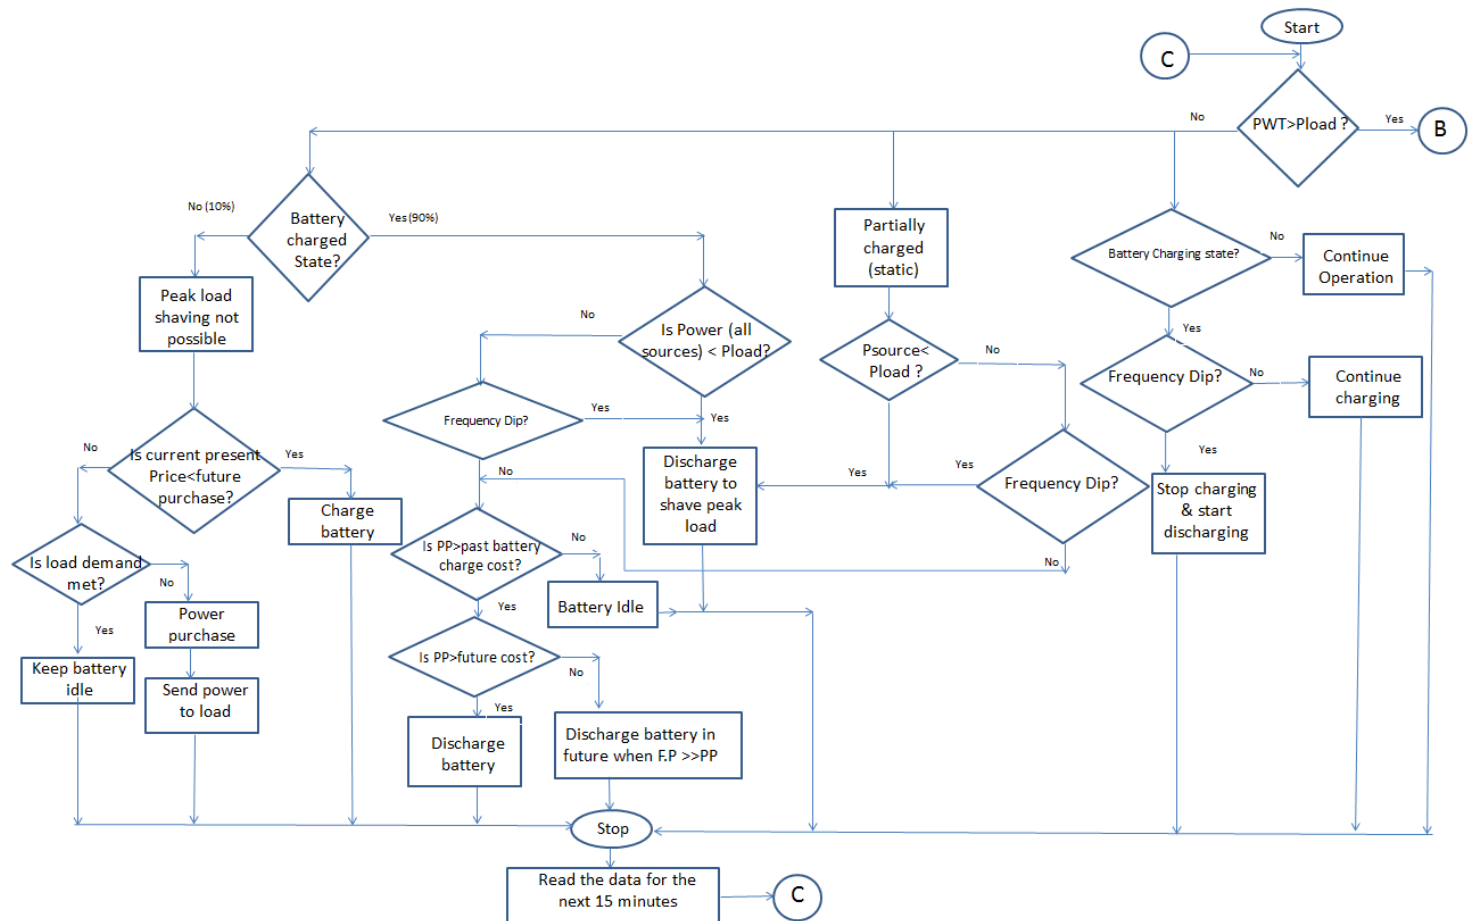 Start
C
PWT>Pload ?
No
Yes
B
No (10%)
Battery
charged
State?
Yes (90%)
Partially
charged
(static)
Battery Charging state?
No
Continue
Operation
Peak load
shaving not
possible
No
Is Power (all
sources) < Pload?
Psource<
Pload ?
No
Yes
Frequency Dip?
No
Continue
charging
Frequency Dip?
Yes
Yes
No
Is current present
Price<future
purchase?
Yes
No
Discharge
battery to
shave peak
load
Yes
Yes
Frequency Dip?
Yes
Stop charging
& start
discharging
Charge
battery
Is PP>past battery
charge cost?
No
No
Is load demand
met?
No
Battery Idle
Yes
Power
purchase
Yes
Is PP>future cost?
No
Keep battery
idle
Send power
to load
Yes
Discharge
battery
Discharge battery in
future when F.P >>PP
Stop
Read the data for the
next 15 minutes
C